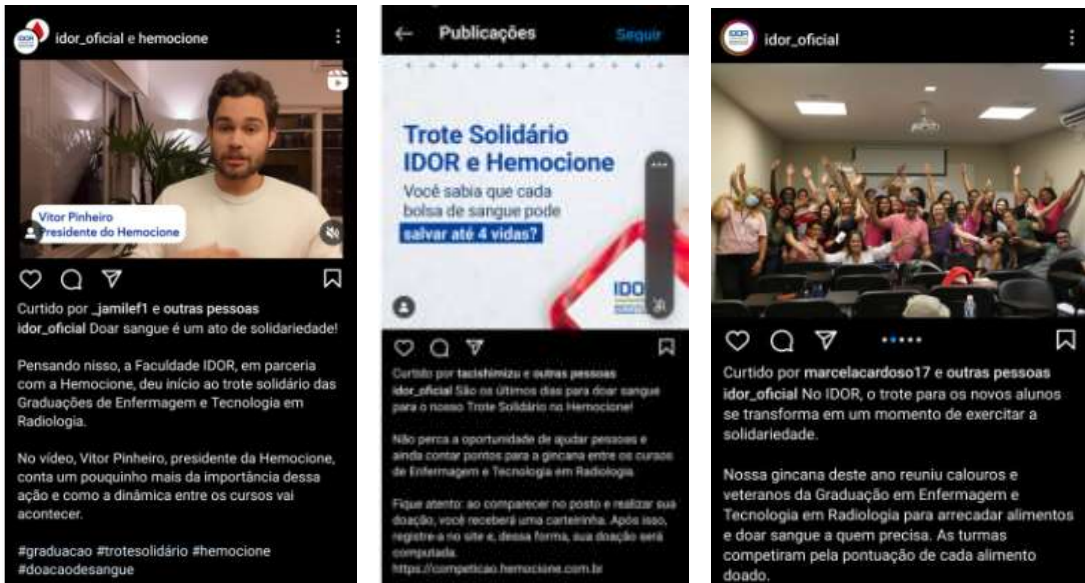 idor_oficial e hemocione
Vitor Pinheiro
Presidente do Hemocione
Curtido por _jamilef1 e outras pessoas
idor_oficial Doar sangue é um ato de solidariedade!
Pensando nisso, a Faculdade IDOR, em parceria
com a Hemocione, deu início ao trote solidário das
Graduações de Enfermagem e Tecnologia em
Radiologia.
No vídeo, Vitor Pinheiro, presidente da Hemocione,
conta um pouquinho mais da importância dessa
ação e como a dinâmica entre os cursos vai
acontecer.
#graduacao #trotesolidário #hemocione
#doacaodesangue
Publicações
Seguir
Trote Solidário
IDOR e Hemocione
Você sabia que cada
bolsa de sangue pode
salvar até 4 vidas?
IDO
Curtido por tacishimizu e outras pessoas
idor_oficial São os últimos dias para doar sangue
para o nosso Trote Solidário no Hemocione!
Não perca a oportunidade de ajudar pessoas e
ainda contar pontos para a gincana entre os cursos
de Enfermagem e Tecnologia em Radiologia.
Fique atento: ao comparecer no posto e realizar sua
doação, você receberá uma carteirinha. Após isso,
registre-a no site e, dessa forma, sua doação será
computada:
https://competicao.hemocione.com.br
idor_oficial
Curtido por marcelacardoso17 e outras pessoas
idor_oficial No IDOR, o trote para os novos alunos
se transforma em um momento de exercitar a
solidariedade.
Nossa gincana deste ano reuniu calouros e
veteranos da Graduação em Enfermagem e
Tecnologia em Radiologia para arrecadar alimentos
e doar sangue a quem precisa. As turmas
competiram pela pontuação de cada alimento
doado.